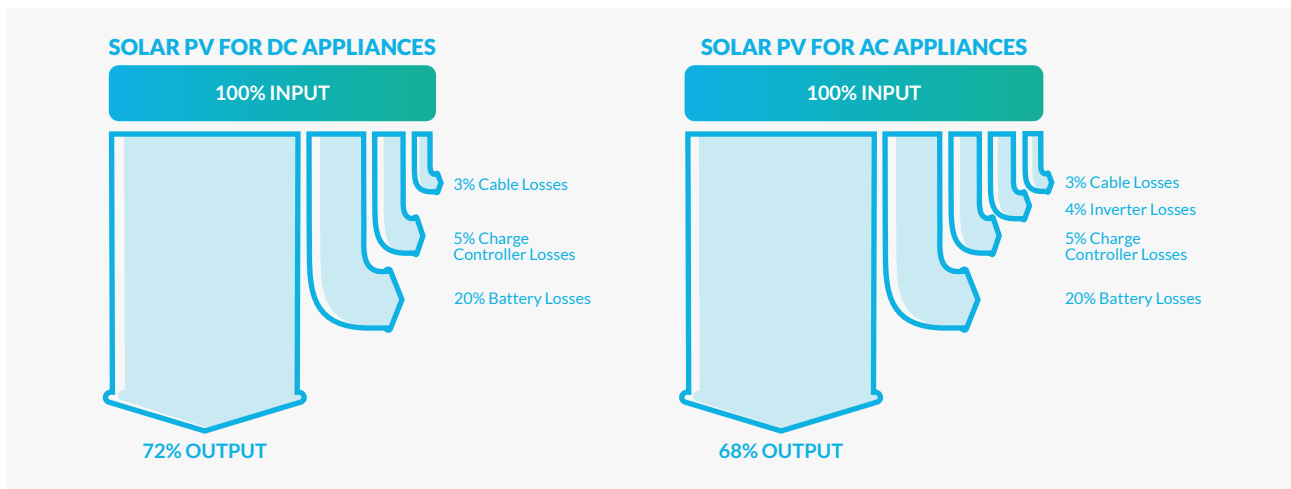 SOLAR PV FOR DC APPLIANCES
100% INPUT
3% Cable Losses
5% Charge
Controller Losses
20% Battery Losses
72% OUTPUT
SOLAR PV FOR AC APPLIANCES
100% INPUT
3% Cable Losses
4% Inverter Losses
5% Charge
Controller Losses
20% Battery Losses
68% OUTPUT